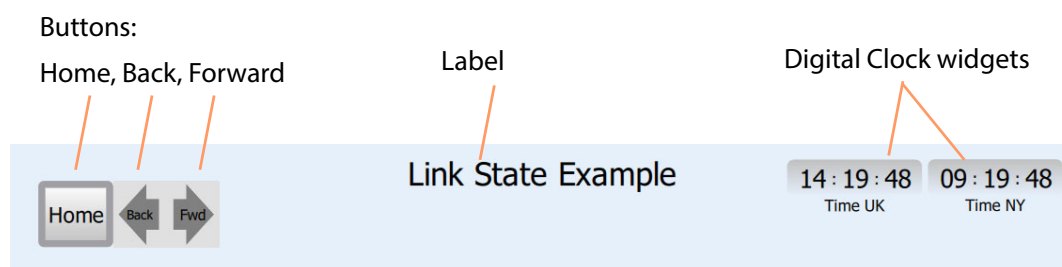 Buttons:
Home, Back, Forward
Label
Digital Clock widgets
Link State Example
14 : 19 : 48
09 : 19 : 48
Time UK
Time NY
Home
Back
Fwd